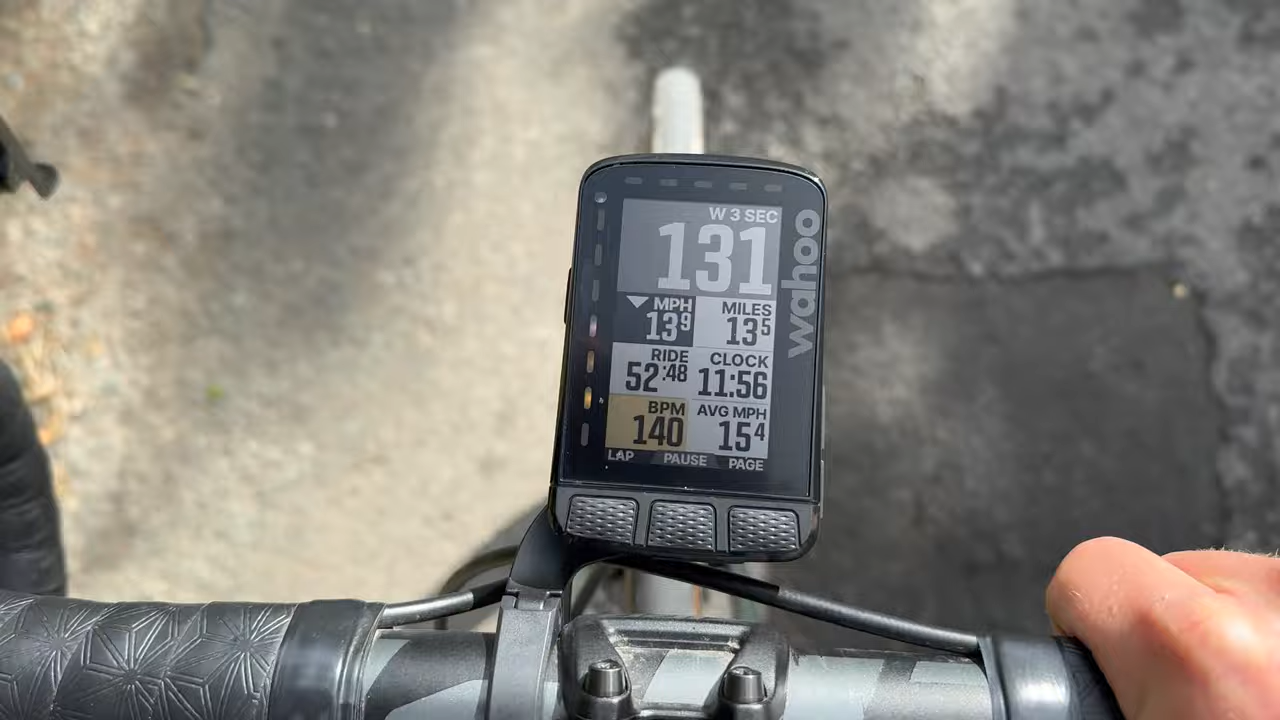 W 3 SEC
131
MPH
13⁹
MILES
13⁵
RIDE
52:48
CLOCK
11:56
BPM
140
AVG MPH
15⁴
LAP PAUSE PAGE
wahoo